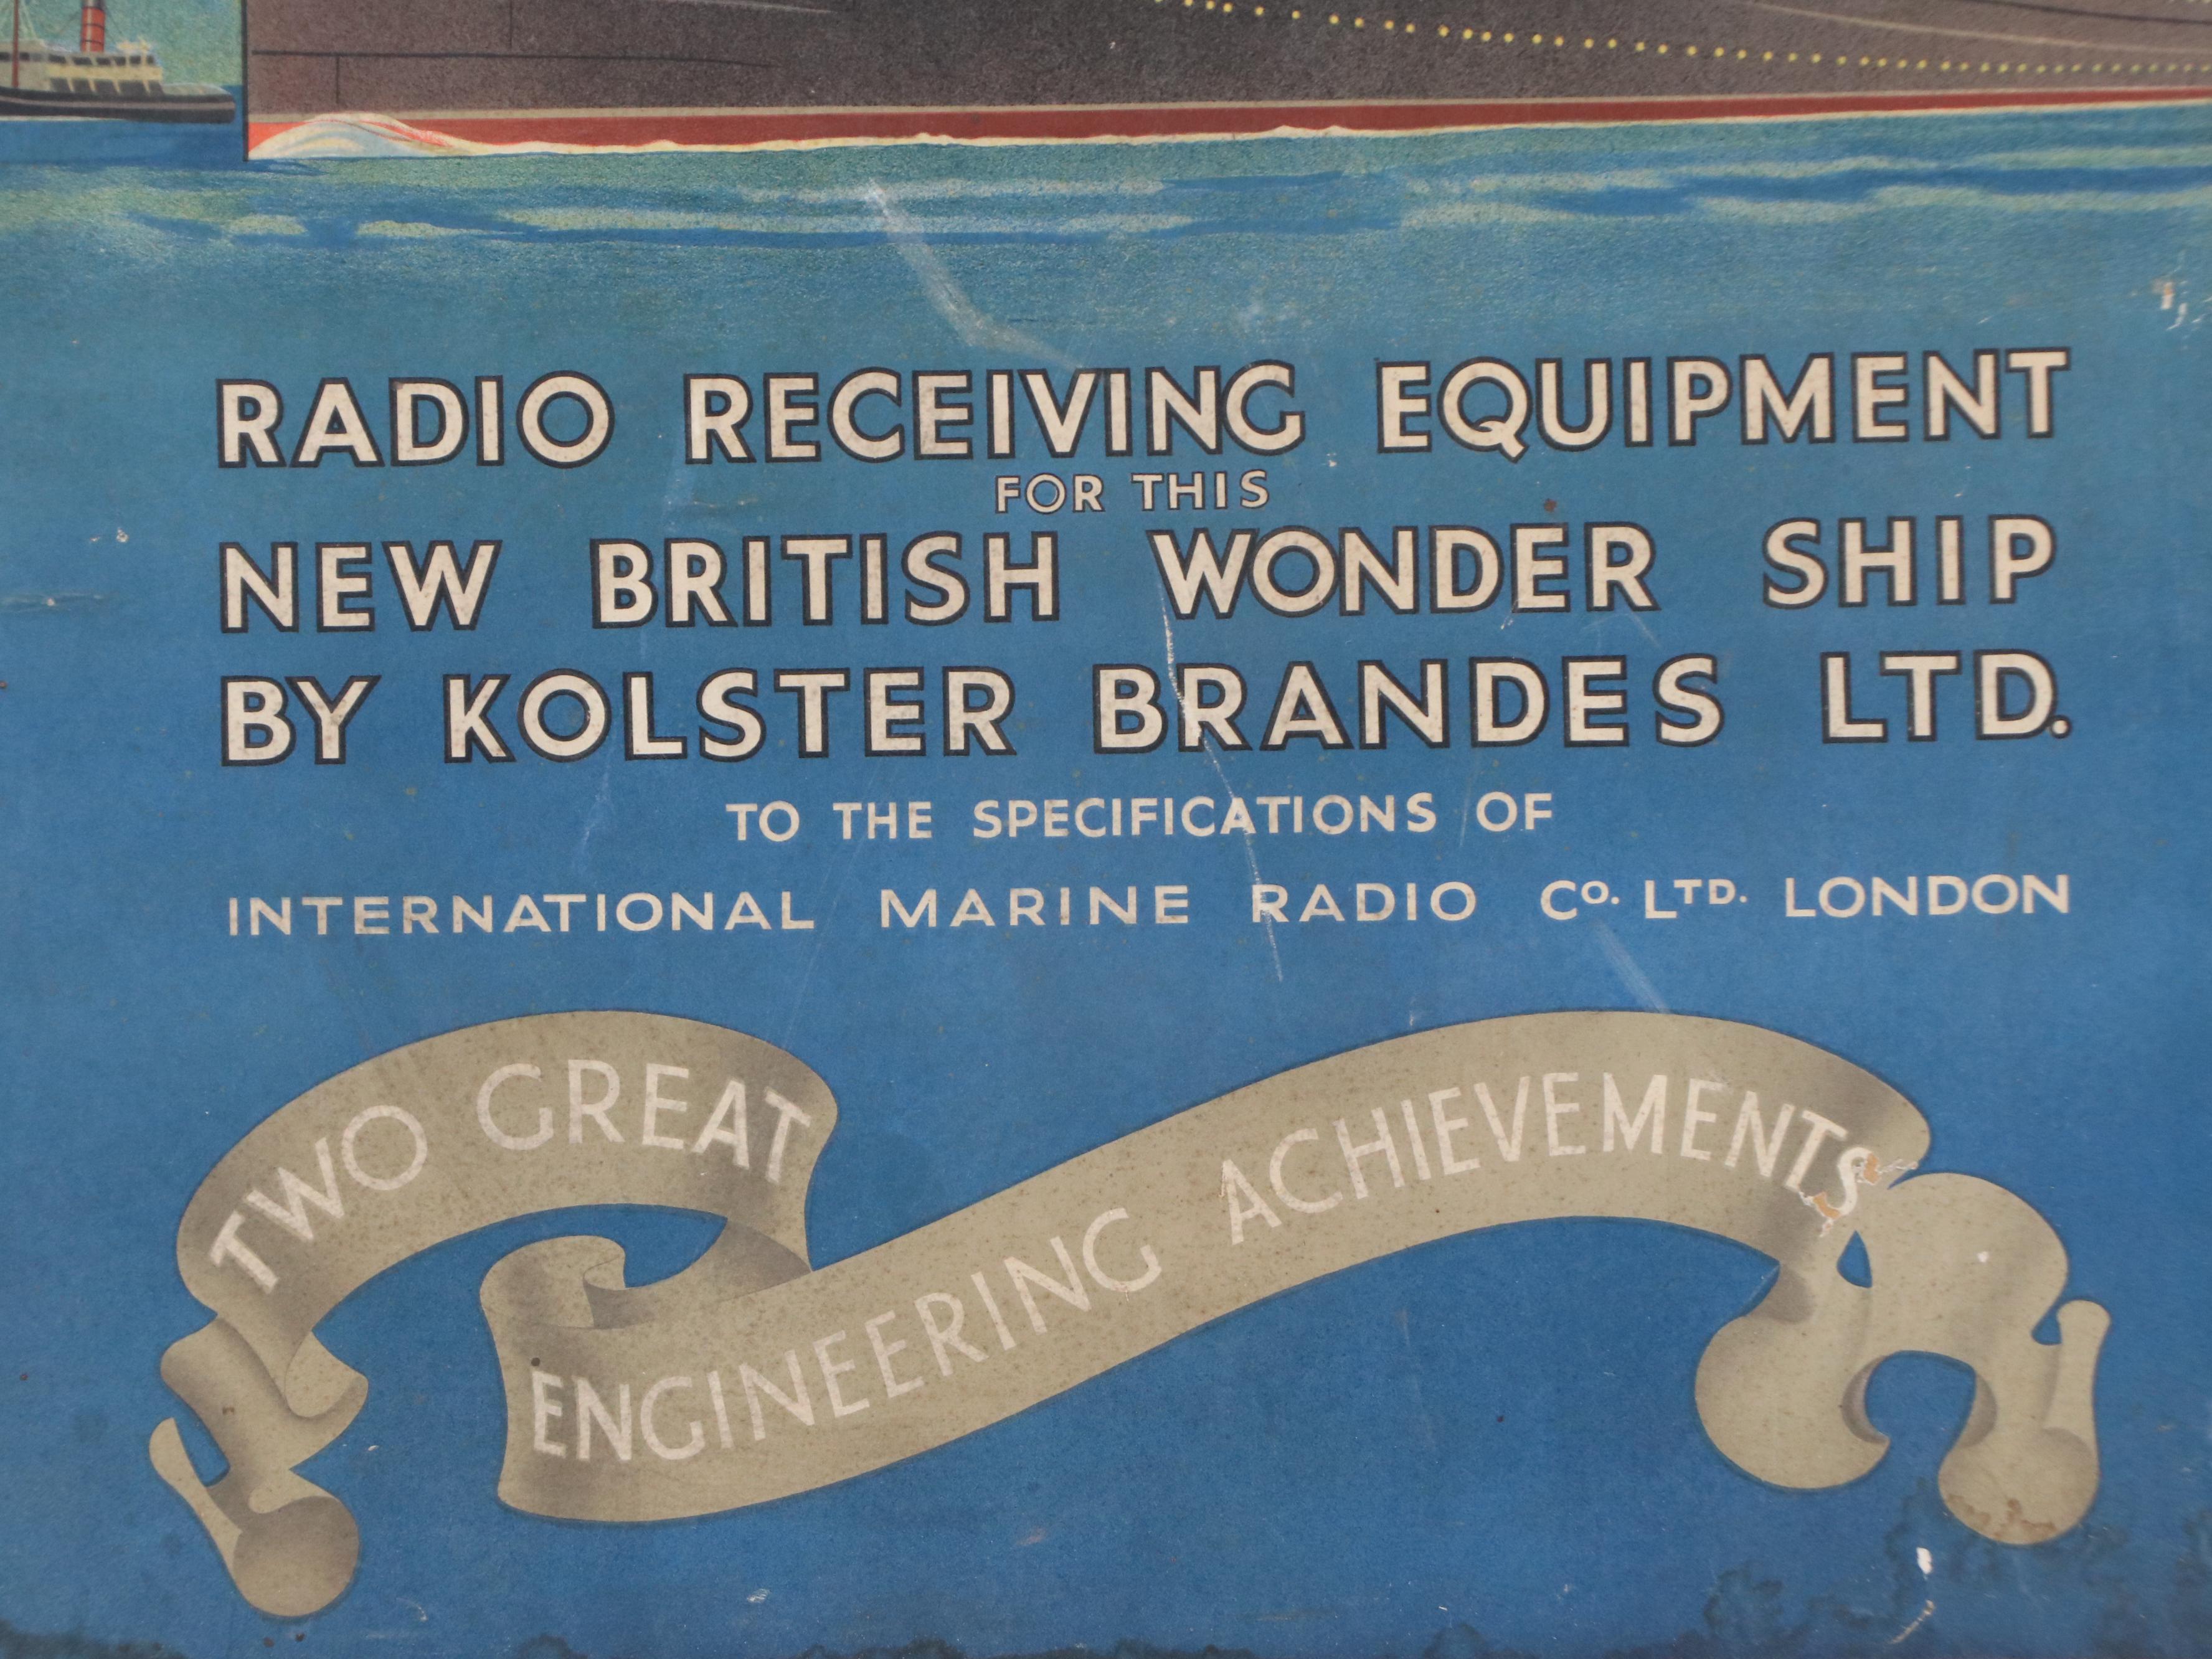 RADIO RECEIVING EQUIPMENT
FOR THIS
NEW BRITISH WONDER SHIP
BY KOLSTER BRANDES LTD.
TO THE SPECIFICATIONS OF
INTERNATIONAL MARINE RADIO CO. LTD. LONDON
TWO GREAT
ENGINEERING ACHIEVEMENTS